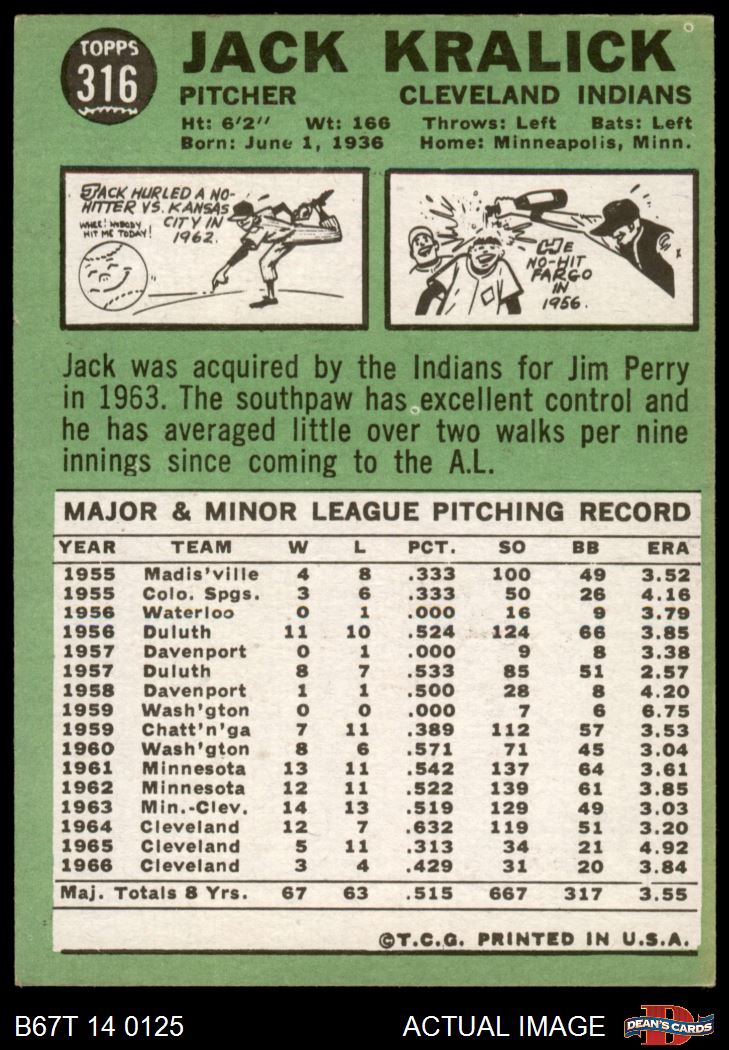 TOPPS
316
JACK KRALICK
PITCHER CLEVELAND INDIANS
Ht: 6'2" Wt: 166 Throws: Left Bats: Left
Born: June 1, 1936 Home: Minneapolis, Minn.
JACK HURLED A NO-
HITTER VS. KANSAS
CITY IN
1962.
WHEE! NOBODY
HIT ME TODAY!
HE
NO-HIT
FARGO
IN
1956.
Jack was acquired by the Indians for Jim Perry
in 1963. The southpaw has excellent control and
he has averaged little over two walks per nine
innings since coming to the A.L.
MAJOR & MINOR LEAGUE PITCHING RECORD
YEAR TEAM W L PCT. SO BB ERA
1955 Madis'ville 4 8 .333 100 49 3.52
1955 Colo. Spgs. 3 6 .333 50 26 4.16
1956 Waterloo 0 1 .000 16 9 3.79
1956 Duluth 11 10 .524 124 66 3.85
1957 Davenport 0 1 .000 9 8 3.38
1957 Duluth 8 7 .533 85 51 2.57
1958 Davenport 1 1 .500 28 8 4.20
1959 Wash'gton 0 0 .000 7 6 6.75
1959 Chatt'n'ga 7 11 .389 112 57 3.53
1960 Wash'gton 8 6 .571 71 45 3.04
1961 Minnesota 13 11 .542 137 64 3.61
1962 Minnesota 12 11 .522 139 61 3.85
1963 Min.-Clev. 14 13 .519 129 49 3.03
1964 Cleveland 12 7 .632 119 51 3.20
1965 Cleveland 5 11 .313 34 21 4.92
1966 Cleveland 3 4 .429 31 20 3.84
Maj. Totals 8 Yrs. 67 63 .515 667 317 3.55
©T.C.G. PRINTED IN U.S.A.
B67T 14 0125 ACTUAL IMAGE
DEAN'S CARDS